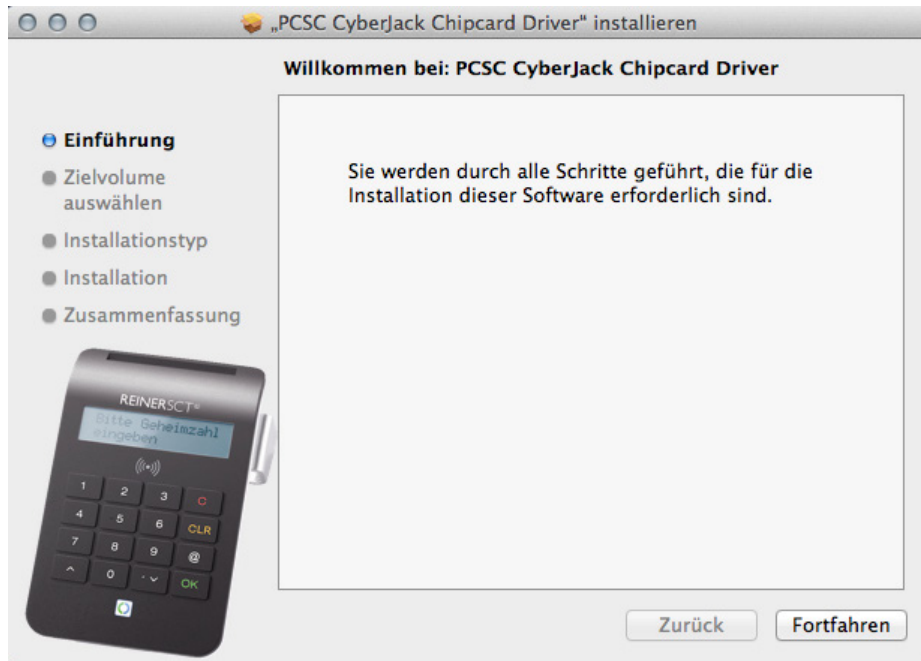 „PCSC CyberJack Chipcard Driver“ installieren
Willkommen bei: PCSC CyberJack Chipcard Driver
Einführung
Zielvolume
auswählen
Installationstyp
Installation
Zusammenfassung
Sie werden durch alle Schritte geführt, die für die
Installation dieser Software erforderlich sind.
REINERSCT®
Bitte Geheimzahl
eingeben
1 2 3 C
4 5 6 CLR
7 8 9 @
0 OK
Zurück Fortfahren